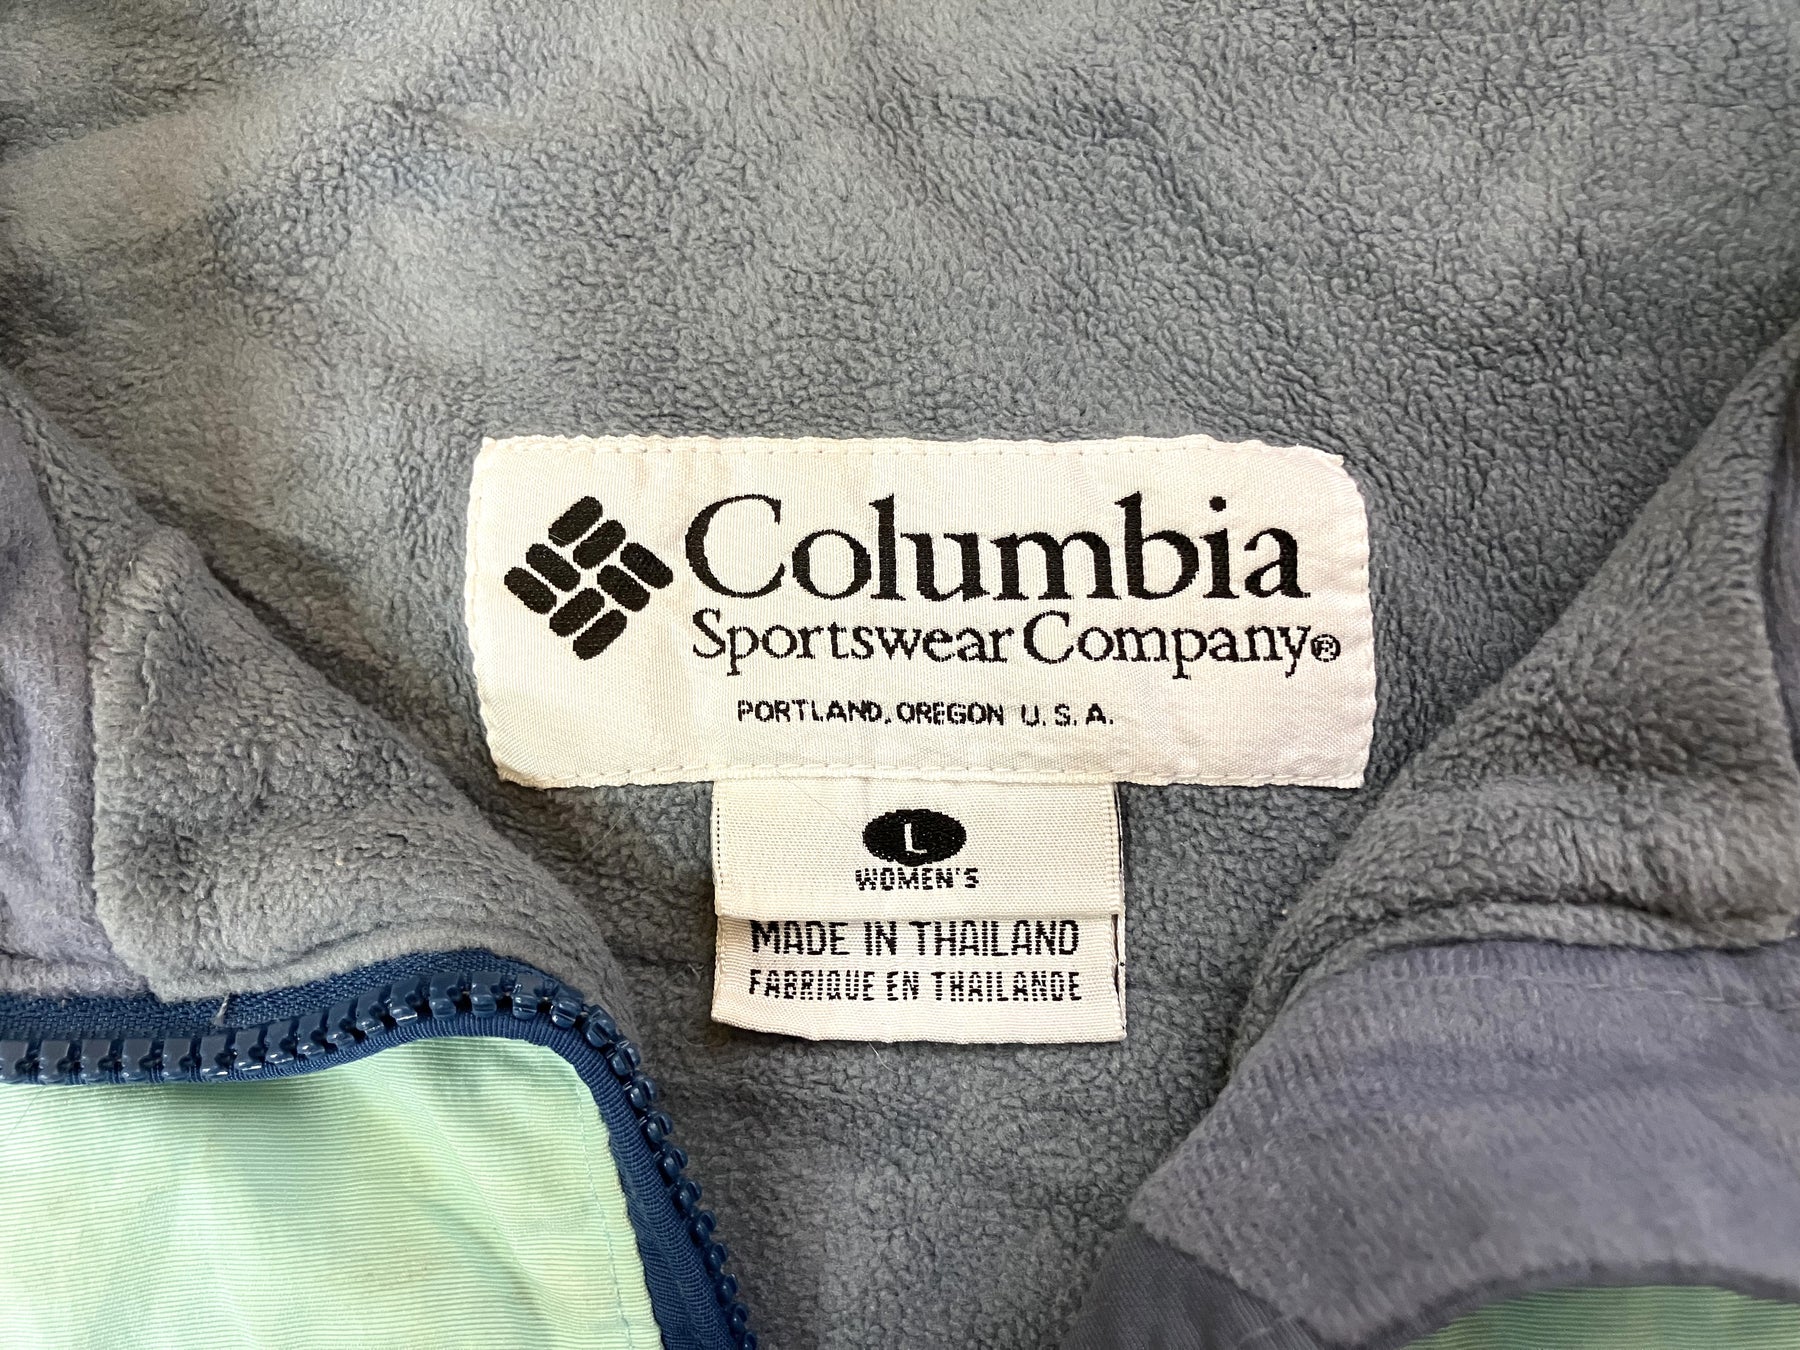 Columbia
Sportswear Company®
PORTLAND, OREGON U.S.A.
L
WOMEN'S
MADE IN THAILAND
FABRIQUE EN THAILANDE